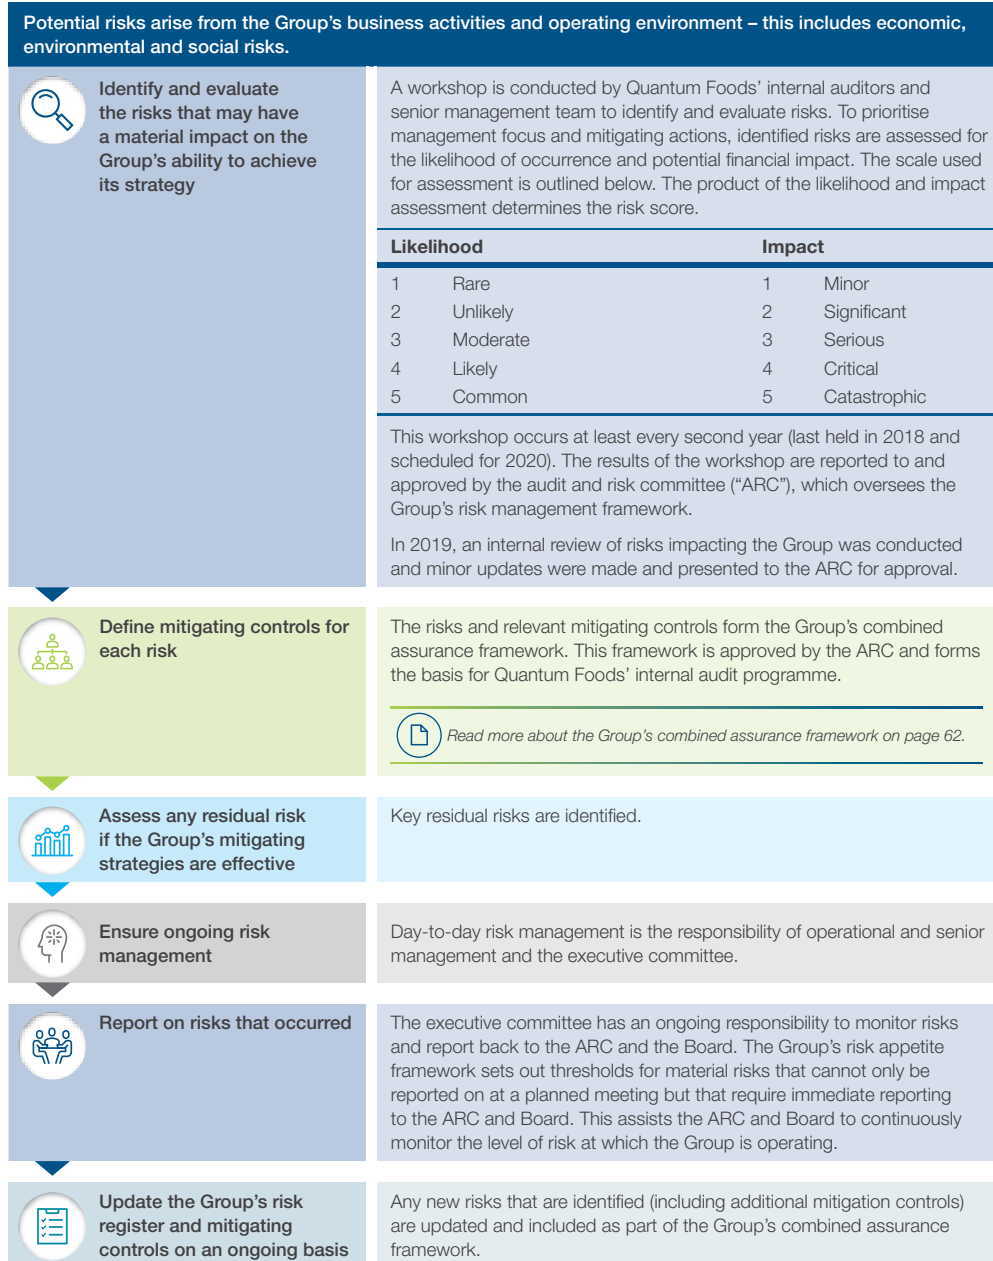 Potential risks arise from the Group’s business activities and operating environment – this includes economic,
environmental and social risks.
Identify and evaluate
the risks that may have
a material impact on the
Group’s ability to achieve
its strategy
A workshop is conducted by Quantum Foods’ internal auditors and
senior management team to identify and evaluate risks. To prioritise
management focus and mitigating actions, identified risks are assessed for
the likelihood of occurrence and potential financial impact. The scale used
for assessment is outlined below. The product of the likelihood and impact
assessment determines the risk score.
Likelihood Impact
1 Rare 1 Minor
2 Unlikely 2 Significant
3 Moderate 3 Serious
4 Likely 4 Critical
5 Common 5 Catastrophic
This workshop occurs at least every second year (last held in 2018 and
scheduled for 2020). The results of the workshop are reported to and
approved by the audit and risk committee (“ARC”), which oversees the
Group’s risk management framework.
In 2019, an internal review of risks impacting the Group was conducted
and minor updates were made and presented to the ARC for approval.
Define mitigating controls for
each risk
The risks and relevant mitigating controls form the Group’s combined
assurance framework. This framework is approved by the ARC and forms
the basis for Quantum Foods’ internal audit programme.
Read more about the Group’s combined assurance framework on page 62.
Assess any residual risk
if the Group’s mitigating
strategies are effective
Key residual risks are identified.
Ensure ongoing risk
management
Day-to-day risk management is the responsibility of operational and senior
management and the executive committee.
Report on risks that occurred
The executive committee has an ongoing responsibility to monitor risks
and report back to the ARC and the Board. The Group’s risk appetite
framework sets out thresholds for material risks that cannot only be
reported on at a planned meeting but that require immediate reporting
to the ARC and Board. This assists the ARC and Board to continuously
monitor the level of risk at which the Group is operating.
Update the Group’s risk
register and mitigating
controls on an ongoing basis
Any new risks that are identified (including additional mitigation controls)
are updated and included as part of the Group’s combined assurance
framework.